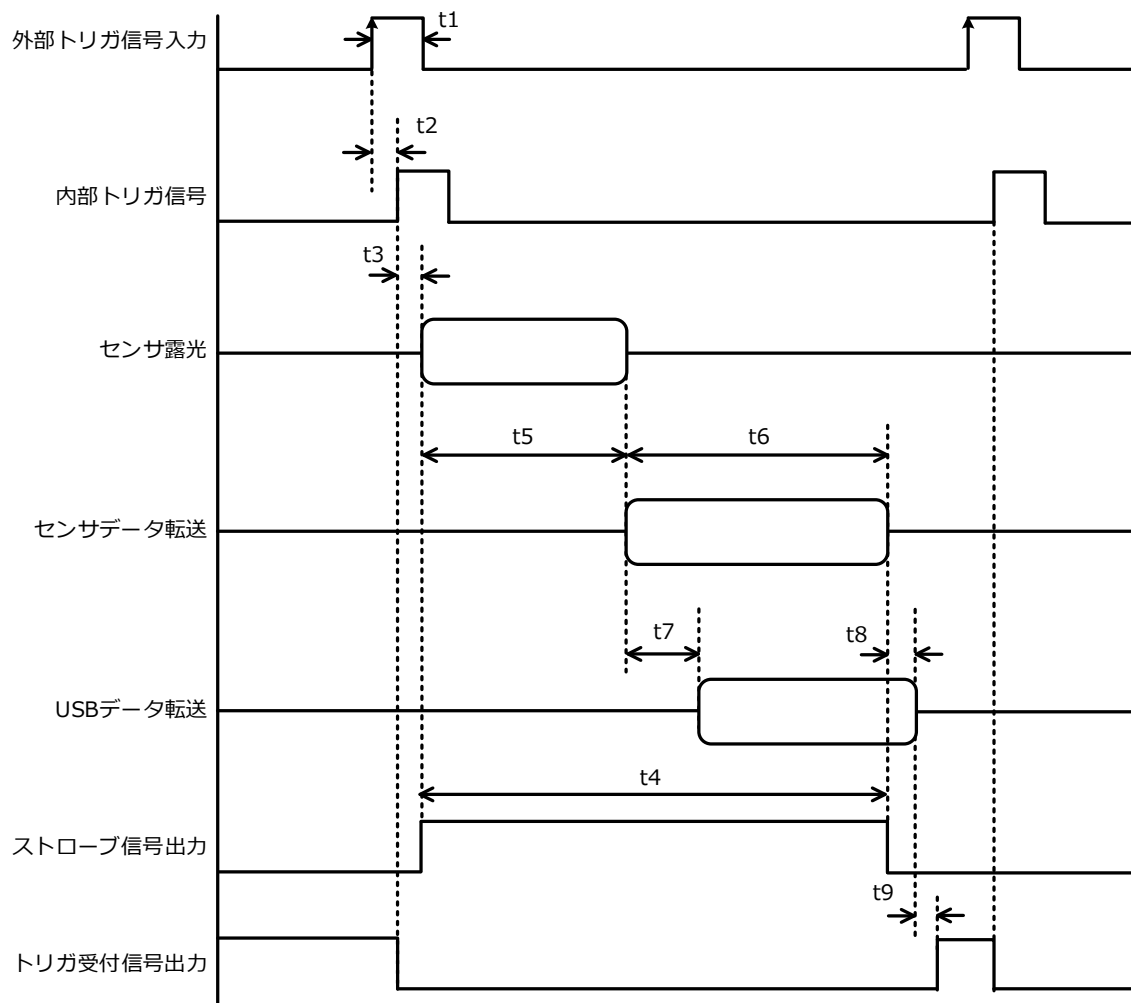 外部トリガ信号入力
t1
t2
内部トリガ信号
t3
センサ露光
t5
t6
センサデータ転送
t7
t8
USBデータ転送
t4
ストローブ信号出力
t9
トリガ受付信号出力